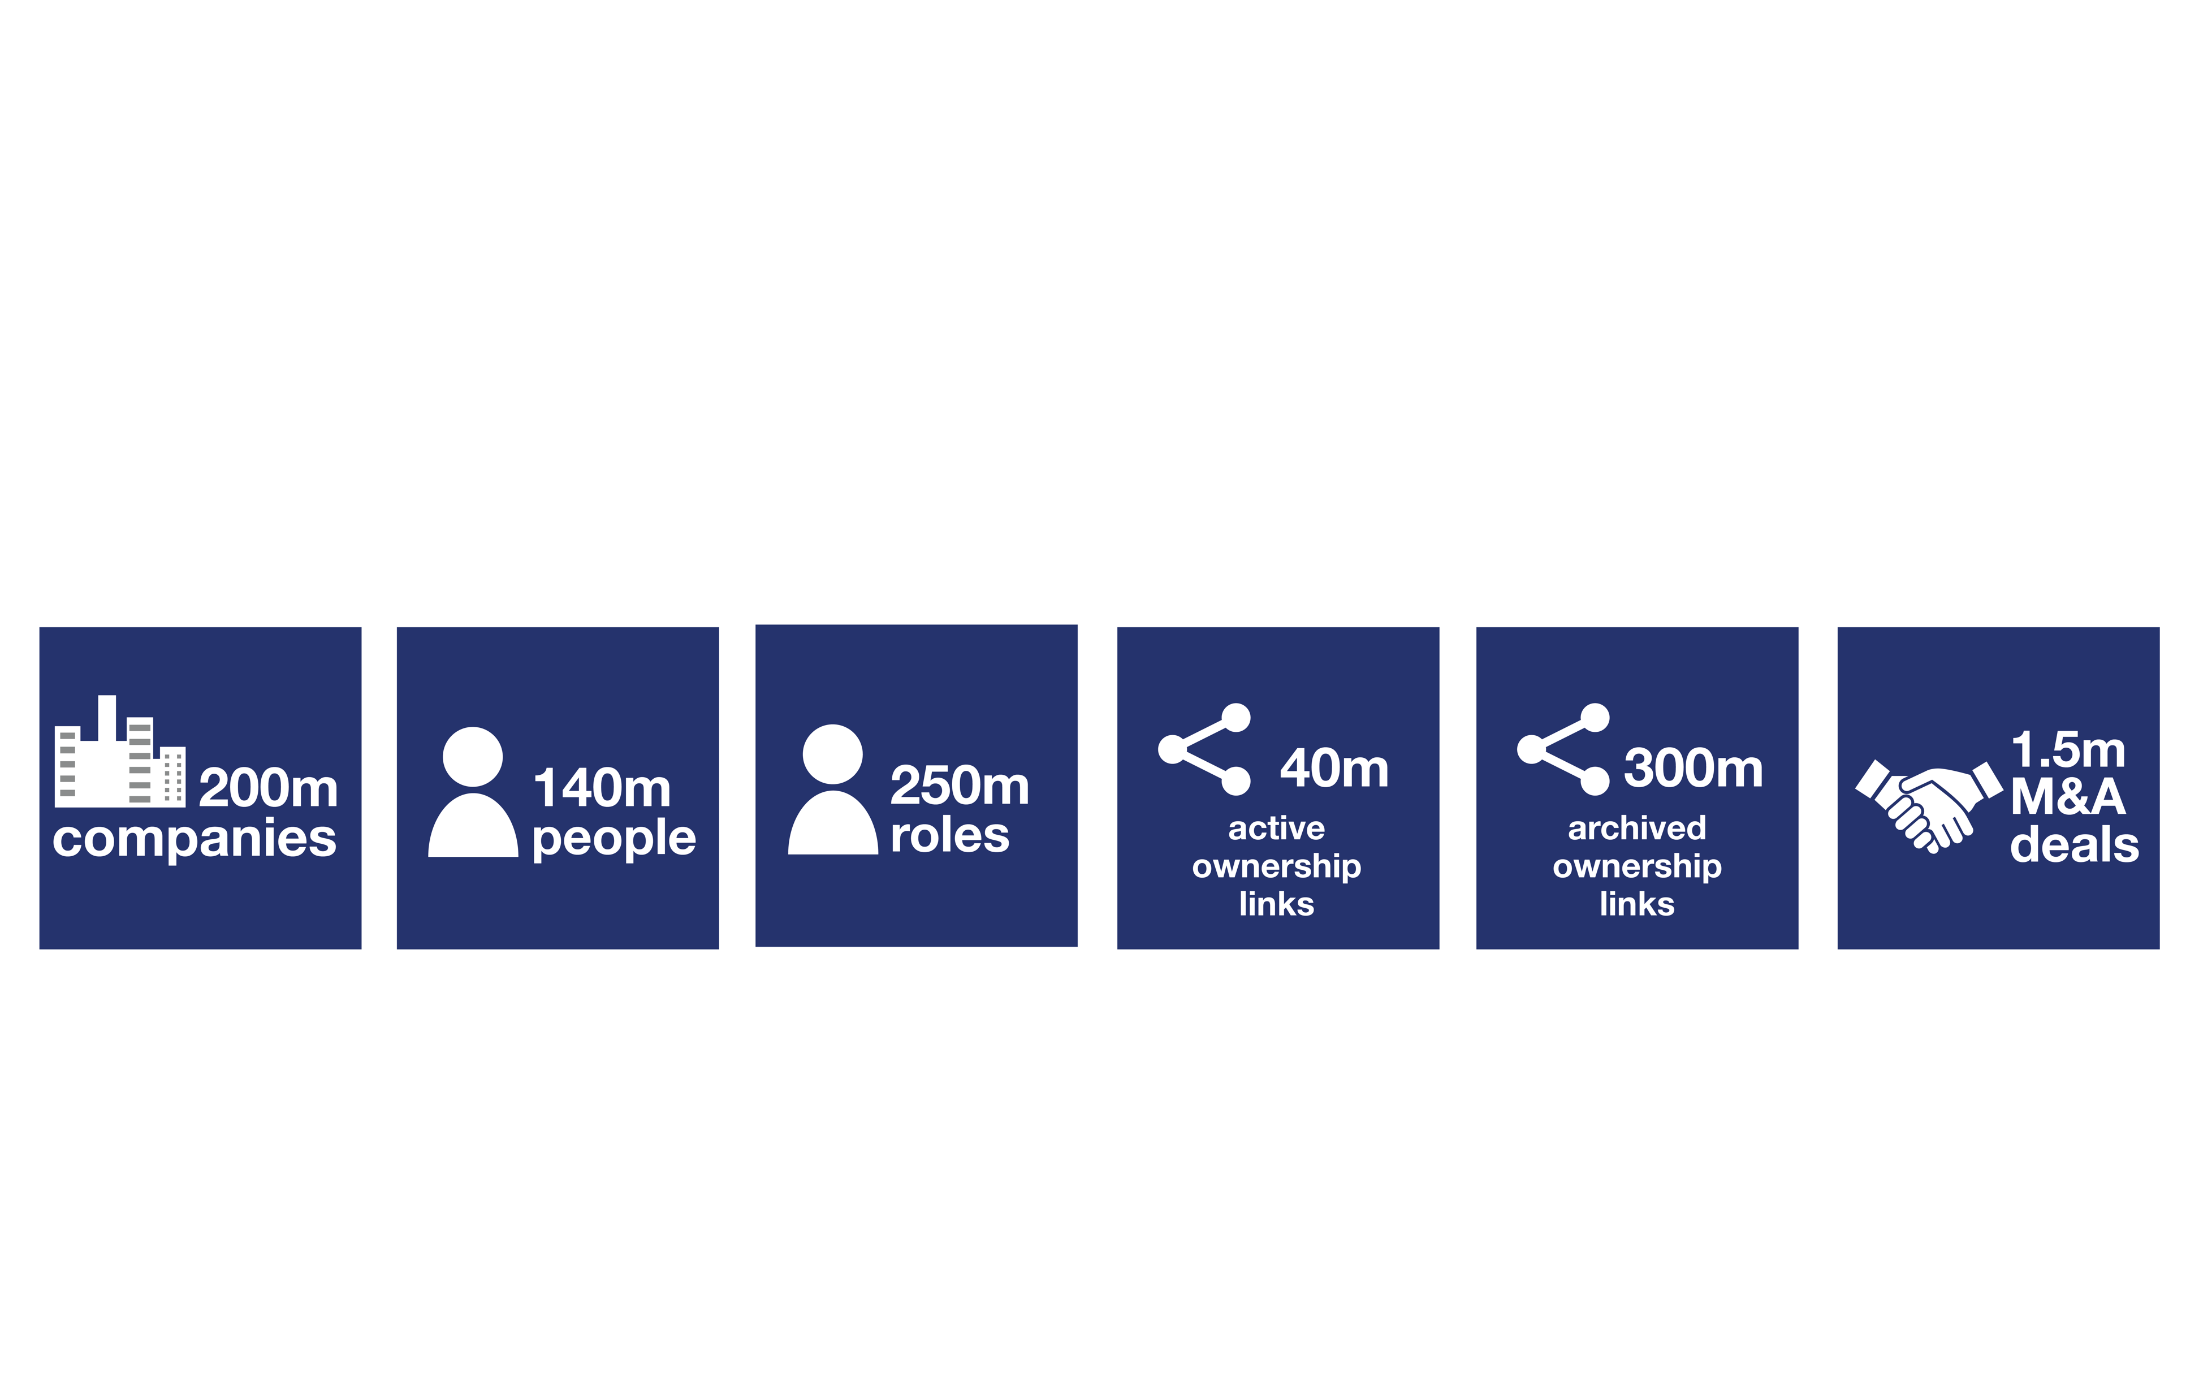 200m
companies
140m
people
250m
roles
40m
active
ownership
links
300m
archived
ownership
links
1.5m
M&A
deals